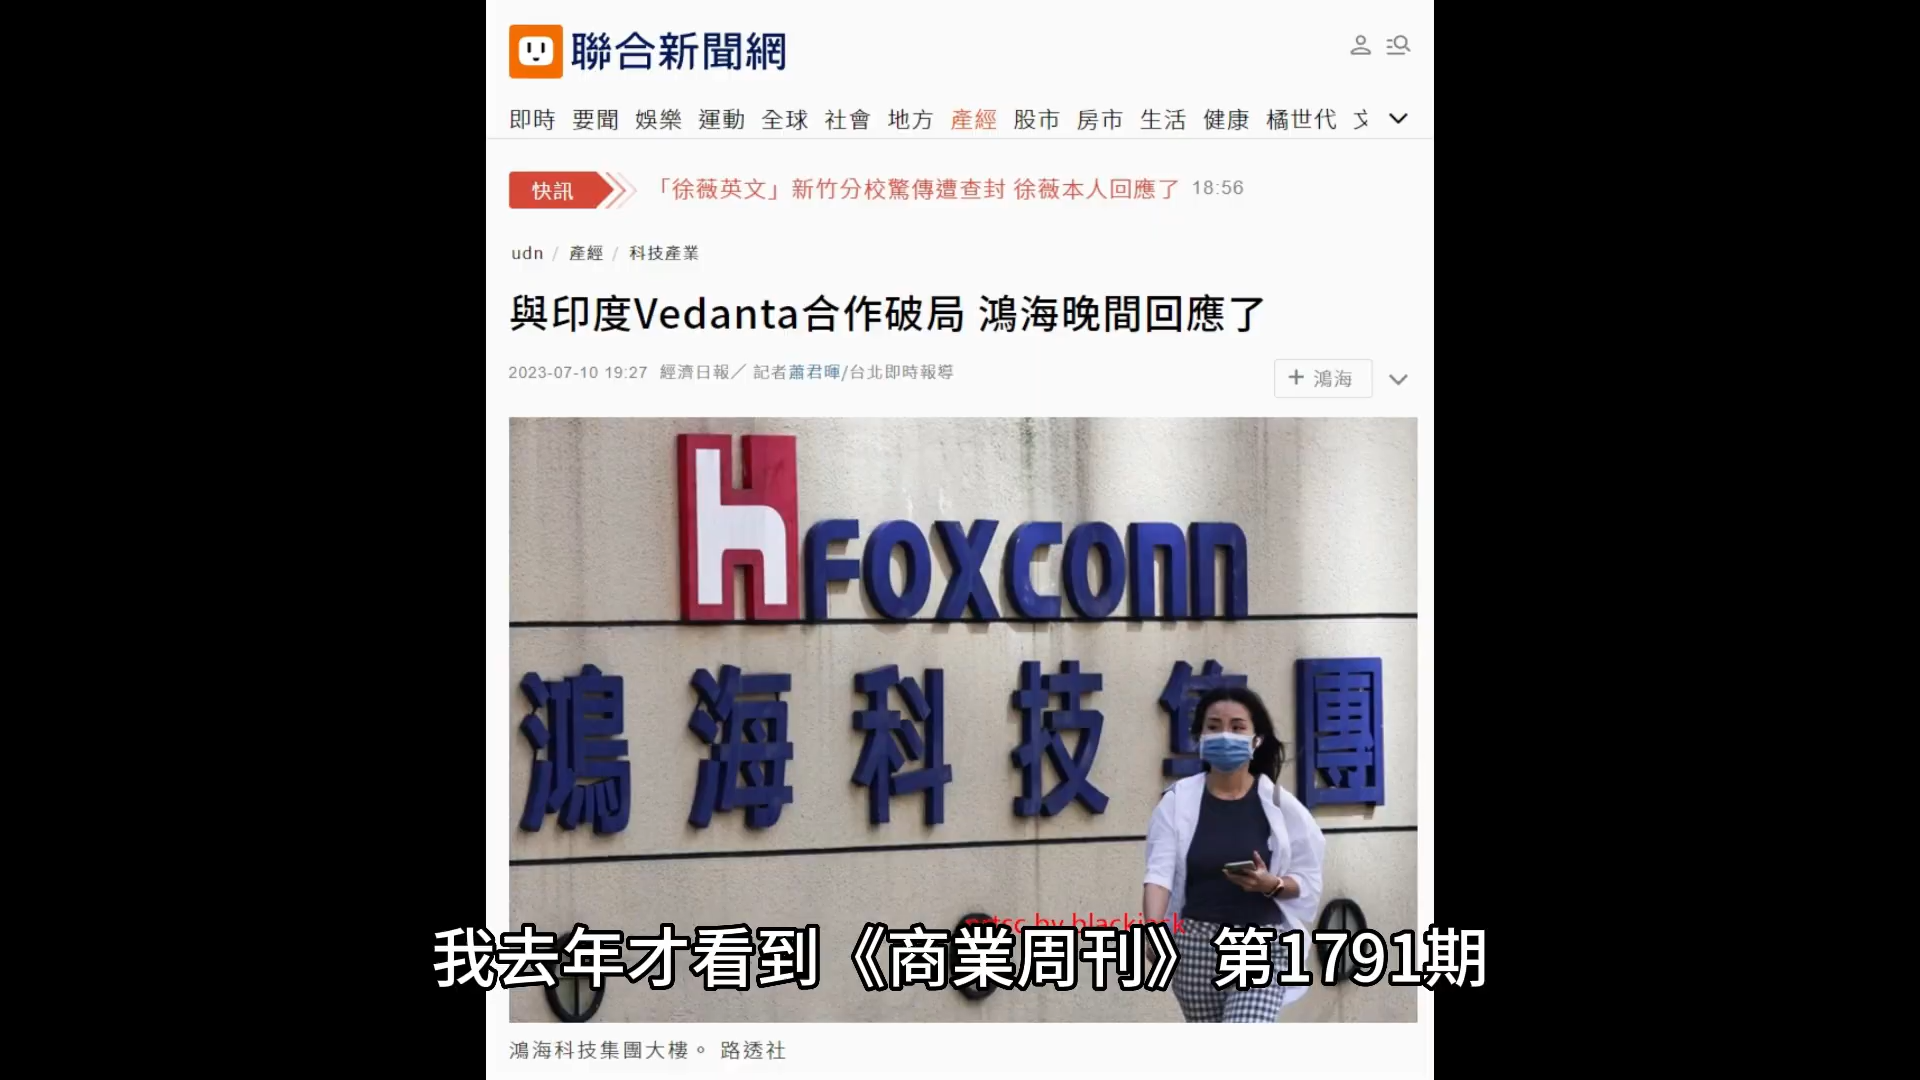 聯合新聞網
即時 要聞 娛樂 運動 全球 社會 地方 產經 股市 房市 生活 健康 橘世代
快訊 「徐薇英文」新竹分校驚傳遭查封 徐薇本人回應了 18:56
udn / 產經 / 科技產業
與印度Vedanta合作破局 鴻海晚間回應了
2023-07-10 19:27 經濟日報／ 記者蕭君暉/台北即時報導
+ 鴻海
FOXCONN
鴻海科技集團
by blackjack
我去年才看到《商業周刊》第1791期
鴻海科技集團大樓。 路透社